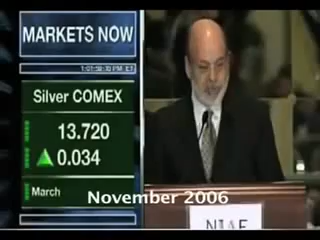 MARKETS NOW
1:01:58:10 PM ET
Silver COMEX
13.720
0.034
March
November 2006
NIAF